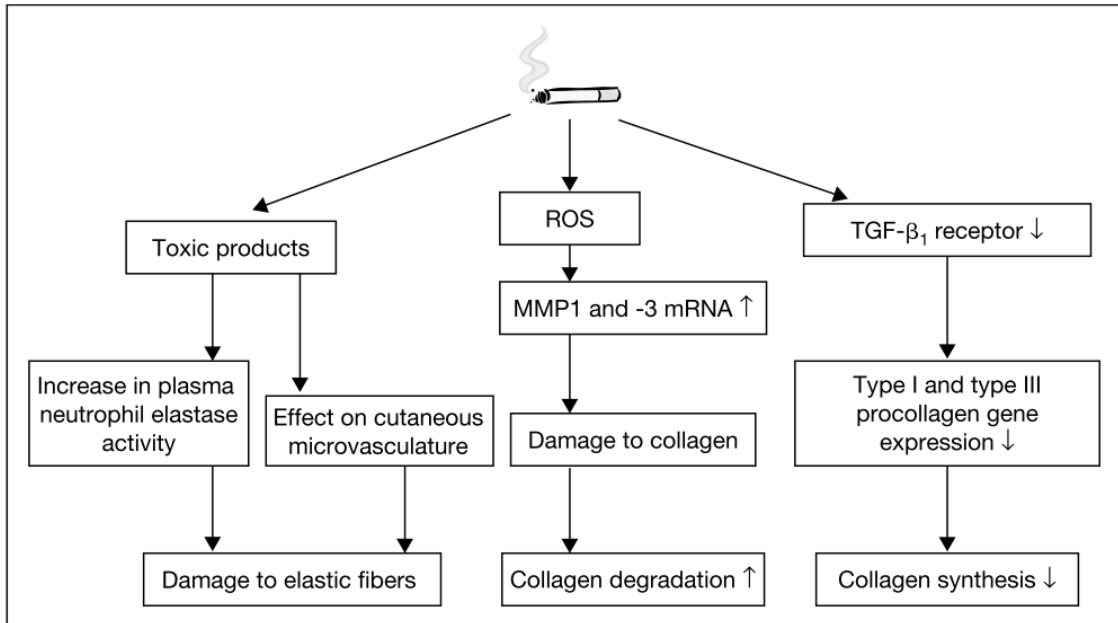 ROS
TGF-β₁ receptor ↓
Toxic products
MMP1 and -3 mRNA ↑
Increase in plasma
neutrophil elastase
activity
Effect on cutaneous
microvasculature
Damage to collagen
Type I and type III
procollagen gene
expression ↓
Damage to elastic fibers
Collagen degradation ↑
Collagen synthesis ↓